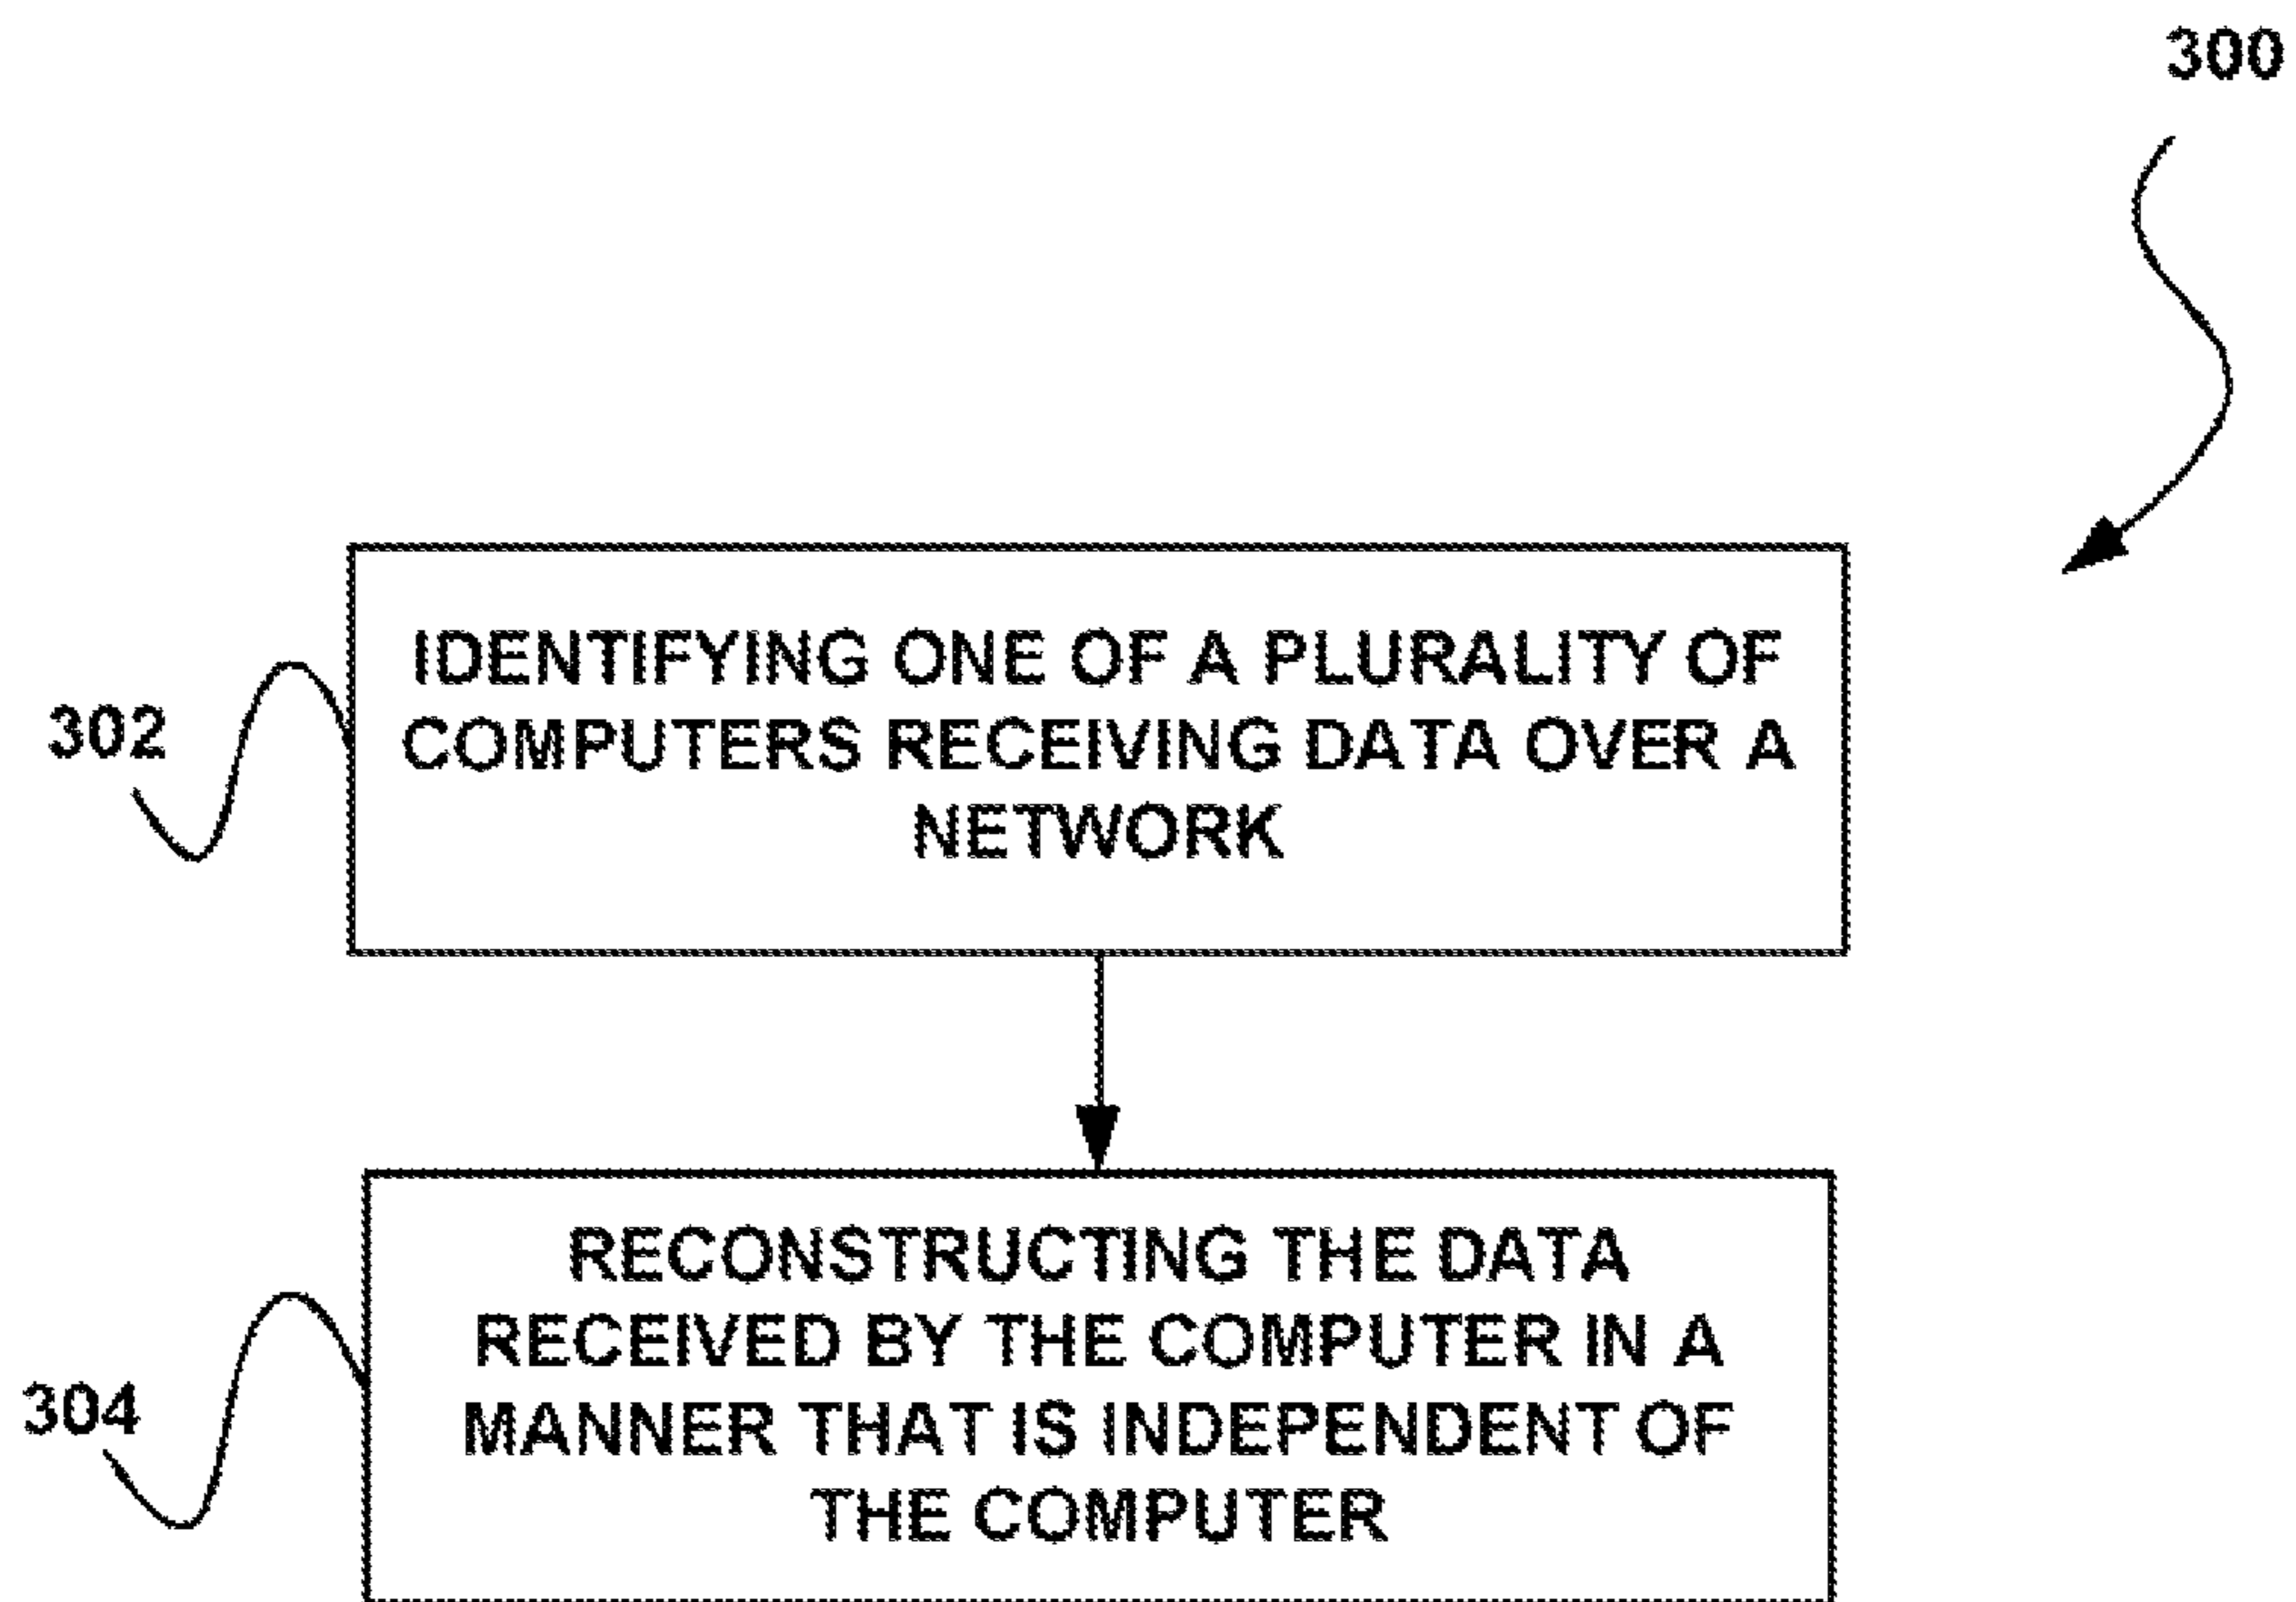 300
IDENTIFYING ONE OF A PLURALITY OF
COMPUTERS RECEIVING DATA OVER A
NETWORK
302
RECONSTRUCTING THE DATA
RECEIVED BY THE COMPUTER IN A
MANNER THAT IS INDEPENDENT OF
THE COMPUTER
304